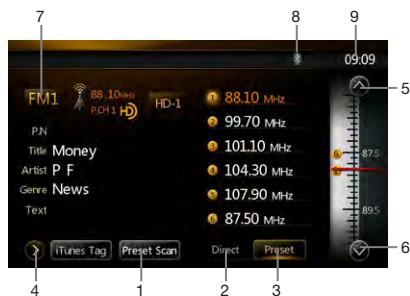 7 8 9
09:09
FM1 88.10MHz P.CH 1 HD HD-1
1 88.10 MHz
2 99.70 MHz
3 101.10 MHz
4 104.30 MHz
5 107.90 MHz
6 87.50 MHz
P.N
Title Money
Artist P F
Genre News
Text
6 87.5
1
89.5
5
6
iTunes Tag Preset Scan Direct Preset
4 1 2 3